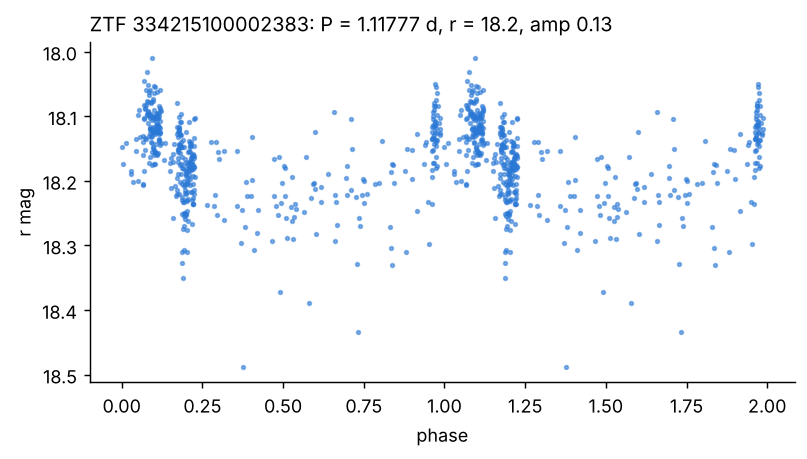 ZTF 334215100002383: P = 1.11777 d, r = 18.2, amp 0.13
18.0
18.1
18.2
18.3
18.4
18.5
r mag
0.00 0.25 0.50 0.75 1.00 1.25 1.50 1.75 2.00
phase